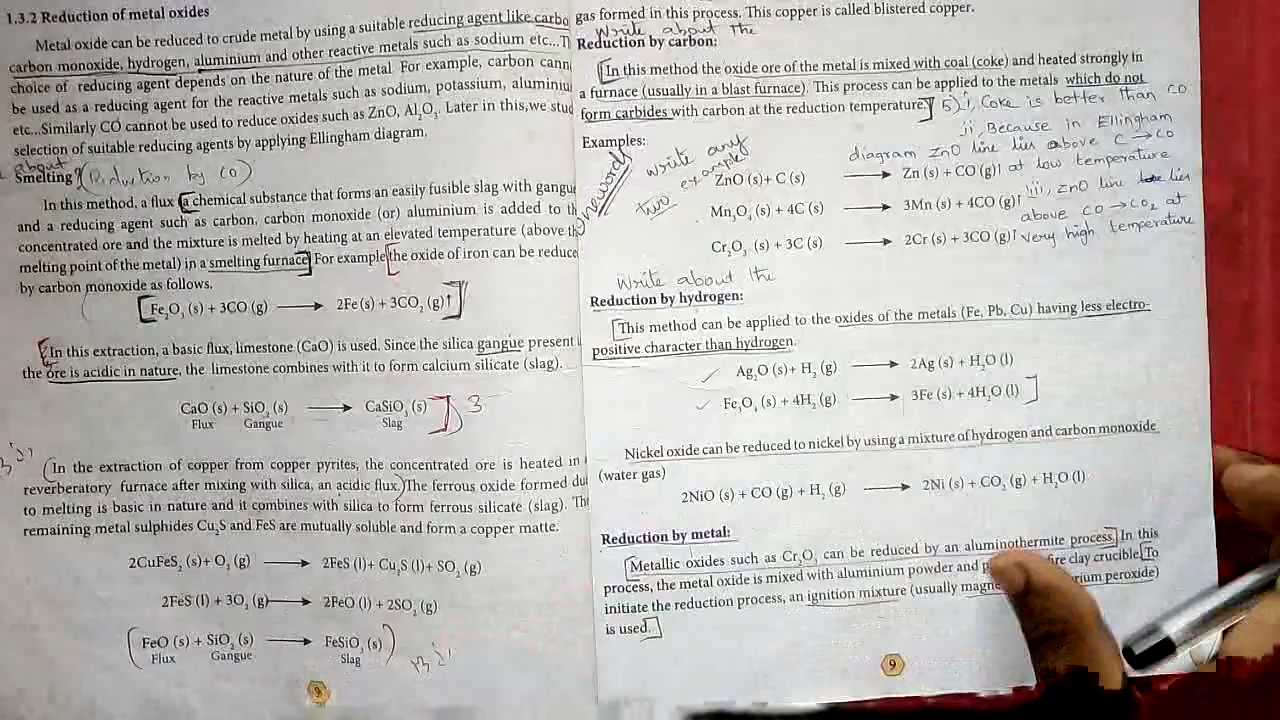 1.3.2 Reduction of metal oxides
Metal oxide can be reduced to crude metal by using a suitable reducing agent like carbo
carbon monoxide, hydrogen, aluminium and other reactive metals such as sodium etc...T
choice of reducing agent depends on the nature of the metal For example, carbon cann
be used as a reducing agent for the reactive metals such as sodium, potassium, aluminiu
etc...Similarly CO cannot be used to reduce oxides such as ZnO, Al₂O₃. Later in this,we stud
selection of suitable reducing agents by applying Ellingham diagram.
about
Smelting (Reduction by CO)
In this method, a flux (a chemical substance that forms an easily fusible slag with gangu
and a reducing agent such as carbon, carbon monoxide (or) aluminium is added to th
concentrated ore and the mixture is melted by heating at an elevated temperature (above th
melting point of the metal) in a smelting furnace. For example the oxide of iron can be reduce
by carbon monoxide as follows.
Fe₂O₃ (s) + 3CO (g) ⟶ 2Fe (s) + 3CO₂ (g)↑
In this extraction, a basic flux, limestone (CaO) is used. Since the silica gangue present i
the ore is acidic in nature, the limestone combines with it to form calcium silicate (slag).
CaO (s) + SiO₂ (s) ⟶ CaSiO₃ (s) 3
Flux Gangue Slag
In the extraction of copper from copper pyrites, the concentrated ore is heated in
reverberatory furnace after mixing with silica, an acidic flux. The ferrous oxide formed du
to melting is basic in nature and it combines with silica to form ferrous silicate (slag). The
remaining metal sulphides Cu₂S and FeS are mutually soluble and form a copper matte.
2CuFeS₂ (s)+ O₂ (g) ⟶ 2FeS (l)+ Cu₂S (l)+ SO₂ (g)
2FeS (l) + 3O₂ (g) ⟶ 2FeO (l) + 2SO₂ (g)
FeO (s) + SiO₂ (s) ⟶ FeSiO₃ (s)
Flux Gangue Slag
9
gas formed in this process. This copper is called blistered copper.
Write about the
Reduction by carbon:
In this method the oxide ore of the metal is mixed with coal (coke) and heated strongly in
a furnace (usually in a blast furnace). This process can be applied to the metals which do not
form carbides with carbon at the reduction temperature.
5) i, Coke is better than CO
ii, Because in Ellingham
diagram ZnO line lies above C → CO
at low temperature
iii, ZnO line lies
above CO → CO₂ at
very high temperature
Examples:
write any
two example
ZnO (s)+ C (s) ⟶ Zn (s) + CO (g)↑
Mn₃O₄ (s) + 4C (s) ⟶ 3Mn (s) + 4CO (g)↑
Cr₂O₃ (s) + 3C (s) ⟶ 2Cr (s) + 3CO (g)↑
Write about the
Reduction by hydrogen:
This method can be applied to the oxides of the metals (Fe, Pb, Cu) having less electro-
positive character than hydrogen.
Ag₂O (s)+ H₂ (g) ⟶ 2Ag (s) + H₂O (l)
Fe₃O₄ (s) + 4H₂ (g) ⟶ 3Fe (s) + 4H₂O (l)
Nickel oxide can be reduced to nickel by using a mixture of hydrogen and carbon monoxide
(water gas)
2NiO (s) + CO (g) + H₂ (g) ⟶ 2Ni (s) + CO₂ (g) + H₂O (l)
Reduction by metal:
Metallic oxides such as Cr₂O₃ can be reduced by an aluminothermite process. In this
process, the metal oxide is mixed with aluminium powder and fire clay crucible. To
initiate the reduction process, an ignition mixture (usually peroxide)
is used.
9